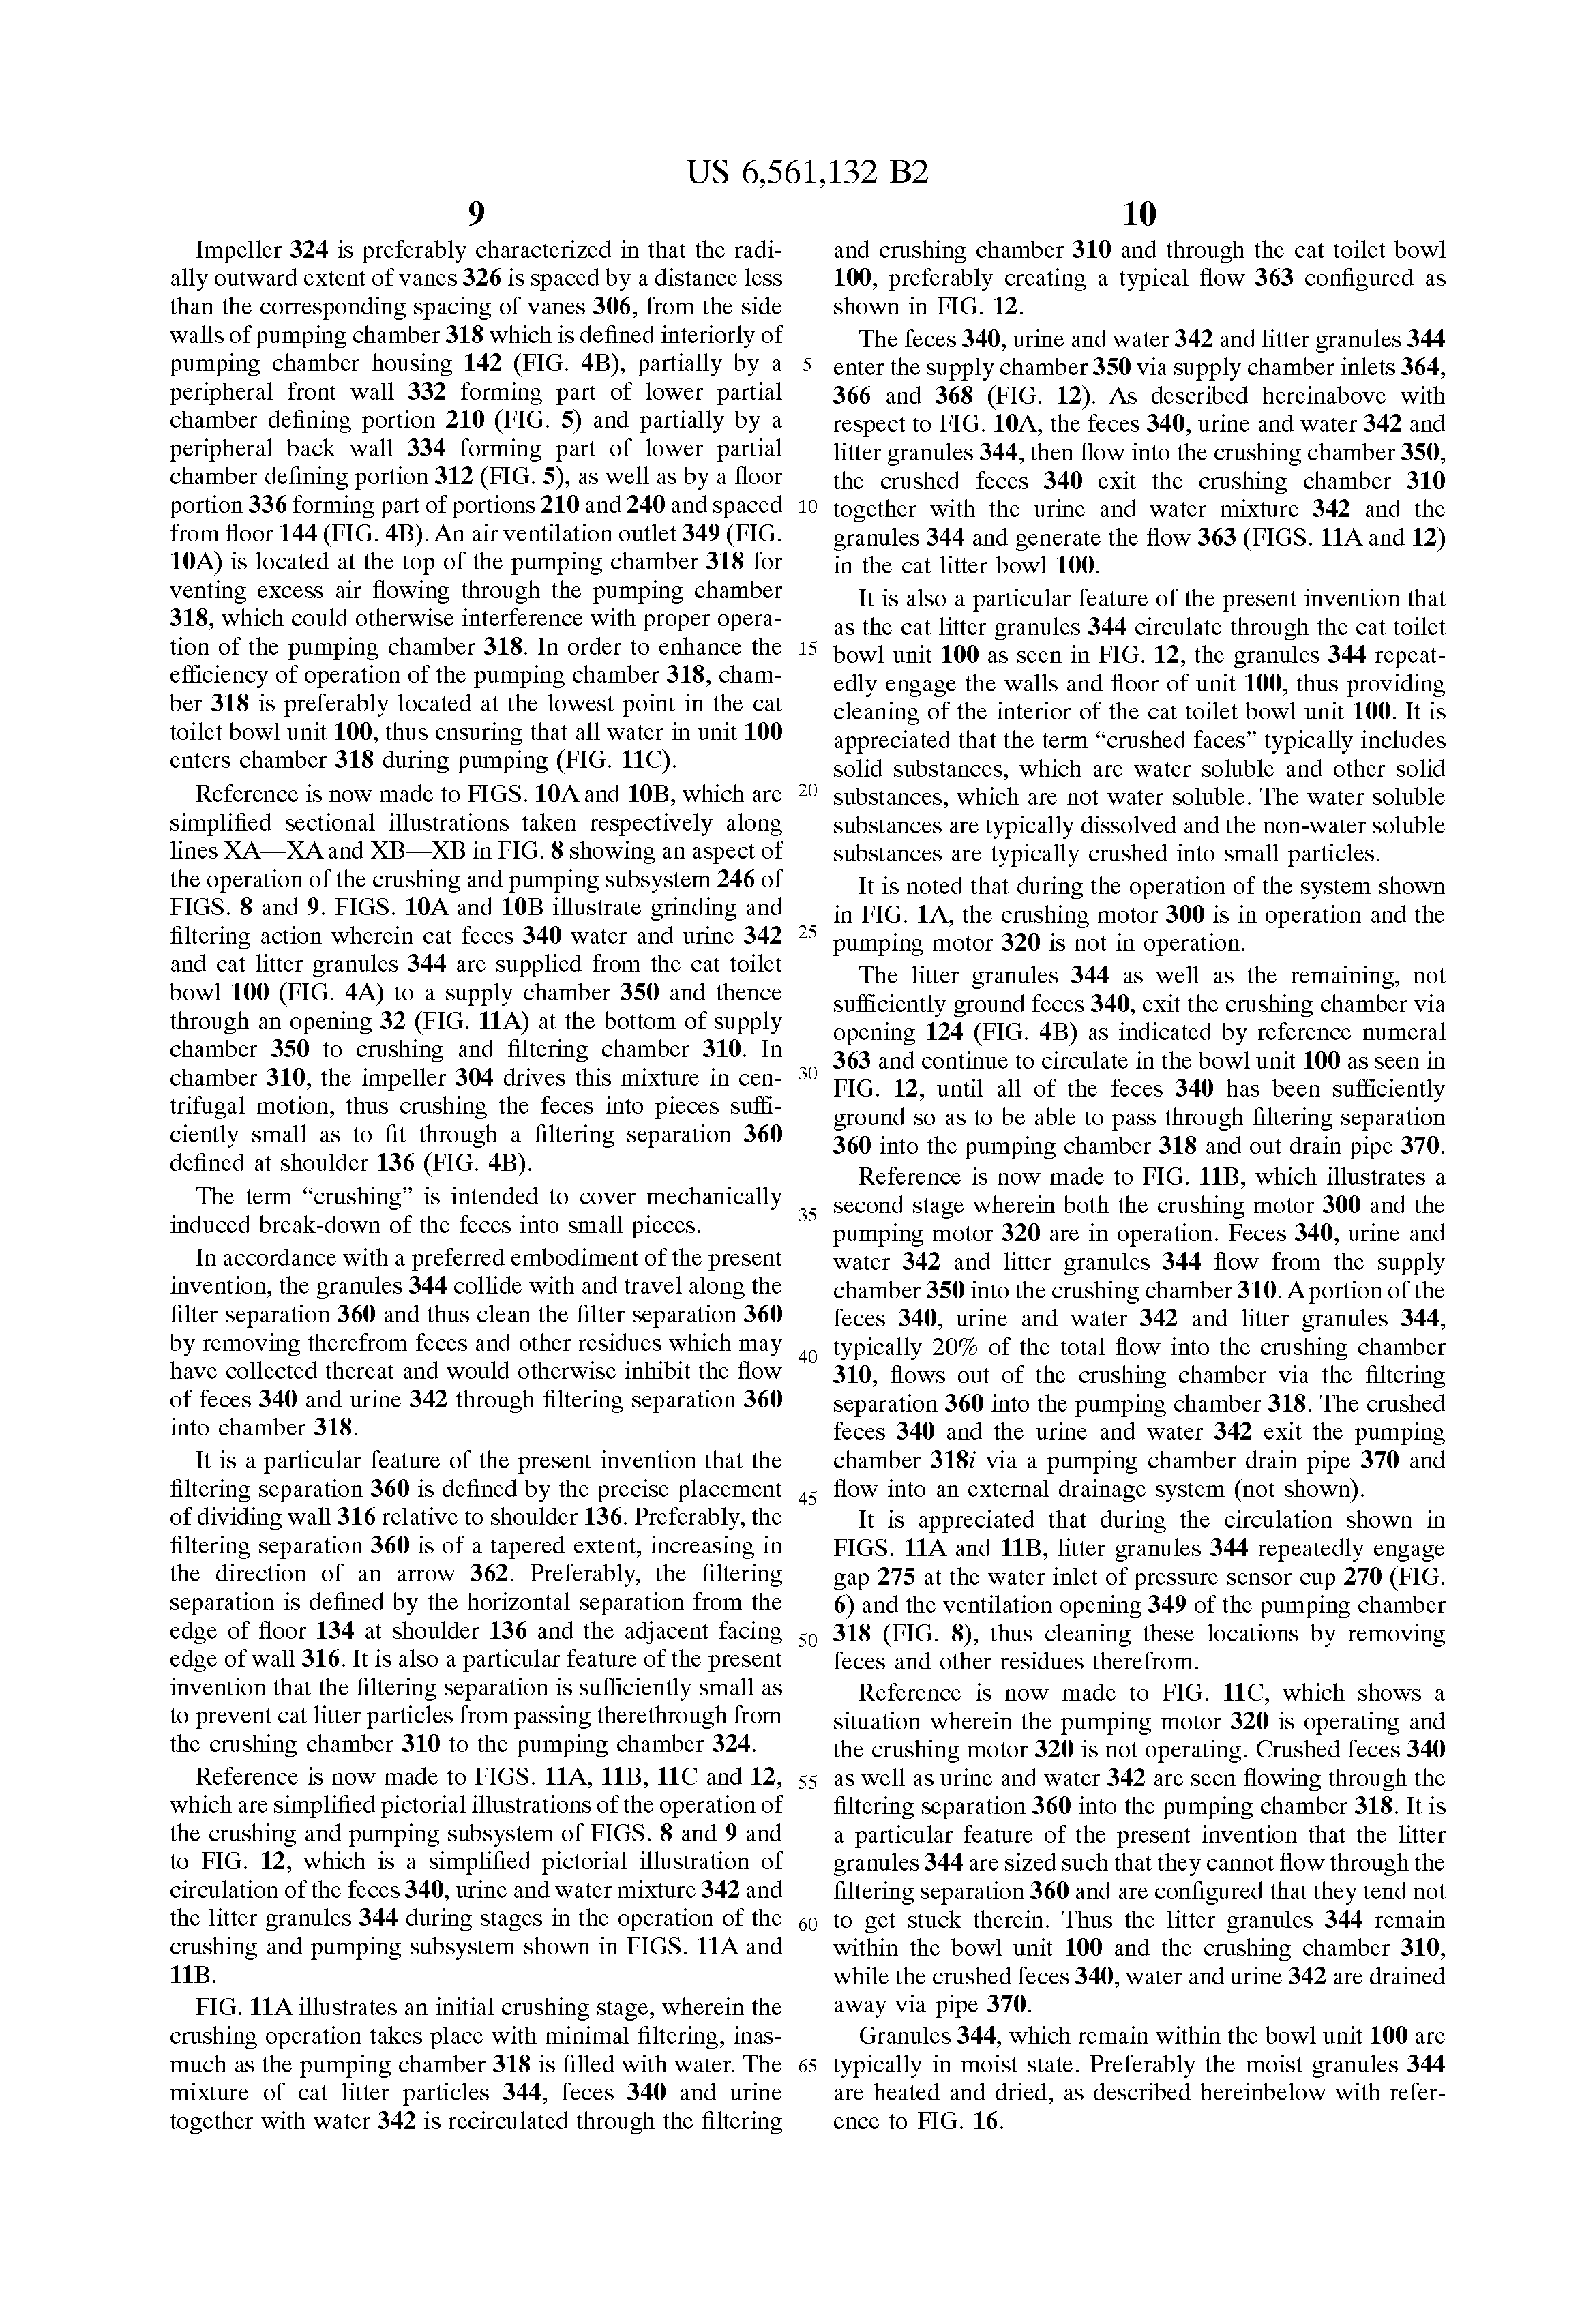 US 6,561,132 B2
9
Impeller 324 is preferably characterized in that the radi-
ally outward extent of vanes 326 is spaced by a distance less
than the corresponding spacing of vanes 306, from the side
walls of pumping chamber 318 which is defined interiorly of
pumping chamber housing 142 (FIG. 4B), partially by a
peripheral front wall 332 forming part of lower partial
chamber defining portion 210 (FIG. 5) and partially by a
peripheral back wall 334 forming part of lower partial
chamber defining portion 312 (FIG. 5), as well as by a floor
portion 336 forming part of portions 210 and 240 and spaced
from floor 144 (FIG. 4B). An air ventilation outlet 349 (FIG.
10A) is located at the top of the pumping chamber 318 for
venting excess air flowing through the pumping chamber
318, which could otherwise interference with proper opera-
tion of the pumping chamber 318. In order to enhance the
efficiency of operation of the pumping chamber 318, cham-
ber 318 is preferably located at the lowest point in the cat
toilet bowl unit 100, thus ensuring that all water in unit 100
enters chamber 318 during pumping (FIG. 11C).
Reference is now made to FIGS. 10A and 10B, which are
simplified sectional illustrations taken respectively along
lines XA—XA and XB—XB in FIG. 8 showing an aspect of
the operation of the crushing and pumping subsystem 246 of
FIGS. 8 and 9. FIGS. 10A and 10B illustrate grinding and
filtering action wherein cat feces 340 water and urine 342
and cat litter granules 344 are supplied from the cat toilet
bowl 100 (FIG. 4A) to a supply chamber 350 and thence
through an opening 32 (FIG. 11A) at the bottom of supply
chamber 350 to crushing and filtering chamber 310. In
chamber 310, the impeller 304 drives this mixture in cen-
trifugal motion, thus crushing the feces into pieces suffi-
ciently small as to fit through a filtering separation 360
defined at shoulder 136 (FIG. 4B).
The term “crushing” is intended to cover mechanically
induced break-down of the feces into small pieces.
In accordance with a preferred embodiment of the present
invention, the granules 344 collide with and travel along the
filter separation 360 and thus clean the filter separation 360
by removing therefrom feces and other residues which may
have collected thereat and would otherwise inhibit the flow
of feces 340 and urine 342 through filtering separation 360
into chamber 318.
It is a particular feature of the present invention that the
filtering separation 360 is defined by the precise placement
of dividing wall 316 relative to shoulder 136. Preferably, the
filtering separation 360 is of a tapered extent, increasing in
the direction of an arrow 362. Preferably, the filtering
separation is defined by the horizontal separation from the
edge of floor 134 at shoulder 136 and the adjacent facing
edge of wall 316. It is also a particular feature of the present
invention that the filtering separation is sufficiently small as
to prevent cat litter particles from passing therethrough from
the crushing chamber 310 to the pumping chamber 324.
Reference is now made to FIGS. 11A, 11B, 11C and 12,
which are simplified pictorial illustrations of the operation of
the crushing and pumping subsystem of FIGS. 8 and 9 and
to FIG. 12, which is a simplified pictorial illustration of
circulation of the feces 340, urine and water mixture 342 and
the litter granules 344 during stages in the operation of the
crushing and pumping subsystem shown in FIGS. 11A and
11B.
FIG. 11A illustrates an initial crushing stage, wherein the
crushing operation takes place with minimal filtering, inas-
much as the pumping chamber 318 is filled with water. The
mixture of cat litter particles 344, feces 340 and urine
together with water 342 is recirculated through the filtering
5
10
15
20
25
30
35
40
45
50
55
60
65
10
and crushing chamber 310 and through the cat toilet bowl
100, preferably creating a typical flow 363 configured as
shown in FIG. 12.
The feces 340, urine and water 342 and litter granules 344
enter the supply chamber 350 via supply chamber inlets 364,
366 and 368 (FIG. 12). As described hereinabove with
respect to FIG. 10A, the feces 340, urine and water 342 and
litter granules 344, then flow into the crushing chamber 350,
the crushed feces 340 exit the crushing chamber 310
together with the urine and water mixture 342 and the
granules 344 and generate the flow 363 (FIGS. 11A and 12)
in the cat litter bowl 100.
It is also a particular feature of the present invention that
as the cat litter granules 344 circulate through the cat toilet
bowl unit 100 as seen in FIG. 12, the granules 344 repeat-
edly engage the walls and floor of unit 100, thus providing
cleaning of the interior of the cat toilet bowl unit 100. It is
appreciated that the term “crushed faces” typically includes
solid substances, which are water soluble and other solid
substances, which are not water soluble. The water soluble
substances are typically dissolved and the non-water soluble
substances are typically crushed into small particles.
It is noted that during the operation of the system shown
in FIG. 1A, the crushing motor 300 is in operation and the
pumping motor 320 is not in operation.
The litter granules 344 as well as the remaining, not
sufficiently ground feces 340, exit the crushing chamber via
opening 124 (FIG. 4B) as indicated by reference numeral
363 and continue to circulate in the bowl unit 100 as seen in
FIG. 12, until all of the feces 340 has been sufficiently
ground so as to be able to pass through filtering separation
360 into the pumping chamber 318 and out drain pipe 370.
Reference is now made to FIG. 11B, which illustrates a
second stage wherein both the crushing motor 300 and the
pumping motor 320 are in operation. Feces 340, urine and
water 342 and litter granules 344 flow from the supply
chamber 350 into the crushing chamber 310. A portion of the
feces 340, urine and water 342 and litter granules 344,
typically 20% of the total flow into the crushing chamber
310, flows out of the crushing chamber via the filtering
separation 360 into the pumping chamber 318. The crushed
feces 340 and the urine and water 342 exit the pumping
chamber 318i via a pumping chamber drain pipe 370 and
flow into an external drainage system (not shown).
It is appreciated that during the circulation shown in
FIGS. 11A and 11B, litter granules 344 repeatedly engage
gap 275 at the water inlet of pressure sensor cup 270 (FIG.
6) and the ventilation opening 349 of the pumping chamber
318 (FIG. 8), thus cleaning these locations by removing
feces and other residues therefrom.
Reference is now made to FIG. 11C, which shows a
situation wherein the pumping motor 320 is operating and
the crushing motor 320 is not operating. Crushed feces 340
as well as urine and water 342 are seen flowing through the
filtering separation 360 into the pumping chamber 318. It is
a particular feature of the present invention that the litter
granules 344 are sized such that they cannot flow through the
filtering separation 360 and are configured that they tend not
to get stuck therein. Thus the litter granules 344 remain
within the bowl unit 100 and the crushing chamber 310,
while the crushed feces 340, water and urine 342 are drained
away via pipe 370.
Granules 344, which remain within the bowl unit 100 are
typically in moist state. Preferably the moist granules 344
are heated and dried, as described hereinbelow with refer-
ence to FIG. 16.